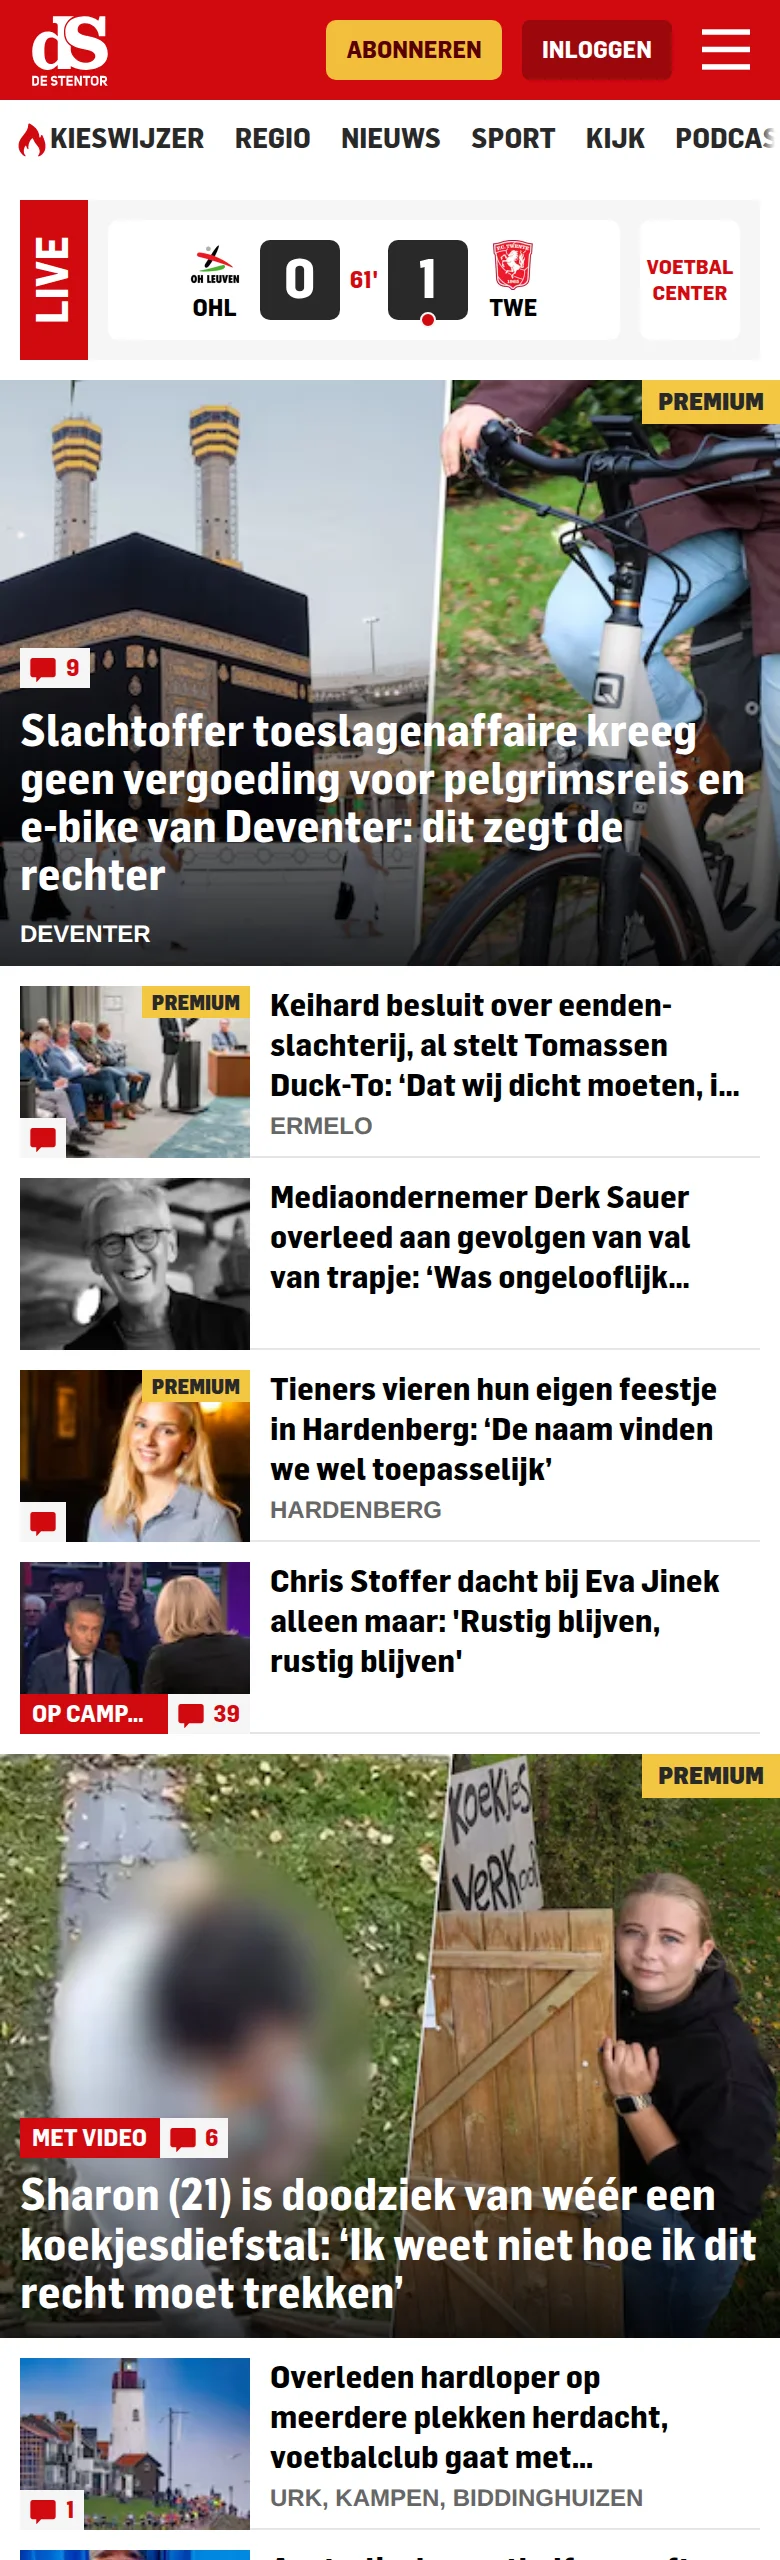 dS
DE STENTOR
ABONNEREN
INLOGGEN
KIESWIJZER REGIO NIEUWS SPORT KIJK PODCAS
LIVE
OH LEUVEN
OHL
0
61'
1
F.C. TWENTE
1965
TWE
VOETBAL
CENTER
PREMIUM
9
Slachtoffer toeslagenaffaire kreeg
geen vergoeding voor pelgrimsreis en
e-bike van Deventer: dit zegt de
rechter
DEVENTER
PREMIUM
Keihard besluit over eenden-
slachterij, al stelt Tomassen
Duck-To: ‘Dat wij dicht moeten, i...
ERMELO
Mediaondernemer Derk Sauer
overleed aan gevolgen van val
van trapje: ‘Was ongelooflijk...
PREMIUM
Tieners vieren hun eigen feestje
in Hardenberg: ‘De naam vinden
we wel toepasselijk’
HARDENBERG
Chris Stoffer dacht bij Eva Jinek
alleen maar: 'Rustig blijven,
rustig blijven'
OP CAMP...
39
PREMIUM
KOEKJES
VERKOOP
MET VIDEO
6
Sharon (21) is doodziek van wéér een
koekjesdiefstal: ‘Ik weet niet hoe ik dit
recht moet trekken’
Overleden hardloper op
meerdere plekken herdacht,
voetbalclub gaat met...
URK, KAMPEN, BIDDINGHUIZEN
1